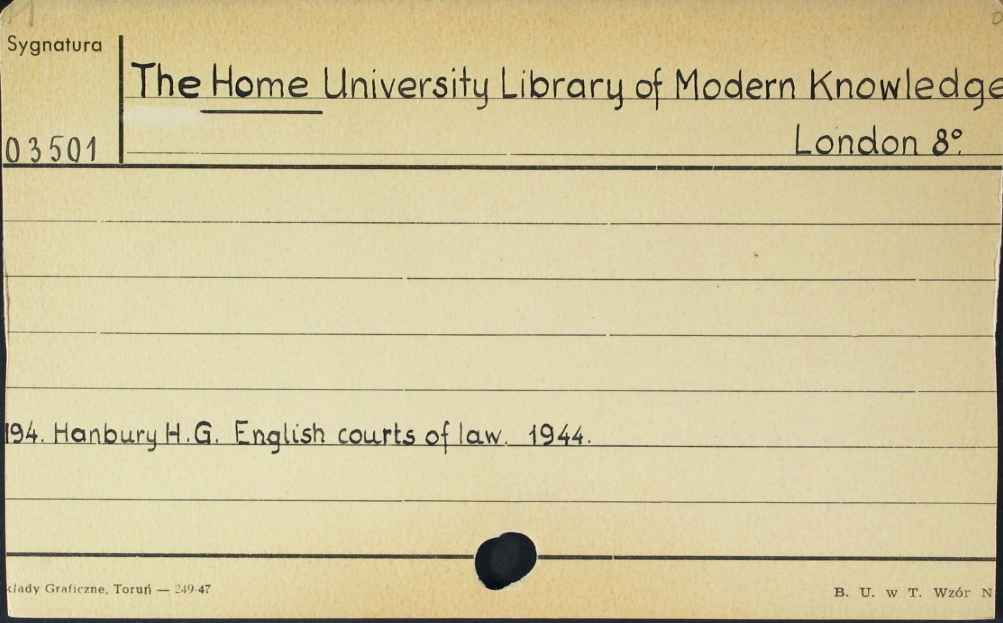 Sygnatura
The Home University Library of Modern Knowledge
03501
London 8°.
194. Hanbury H.G. English courts of law. 1944.
kłady Graficzne, Toruń — 249-47
B. U. w T. Wzór N